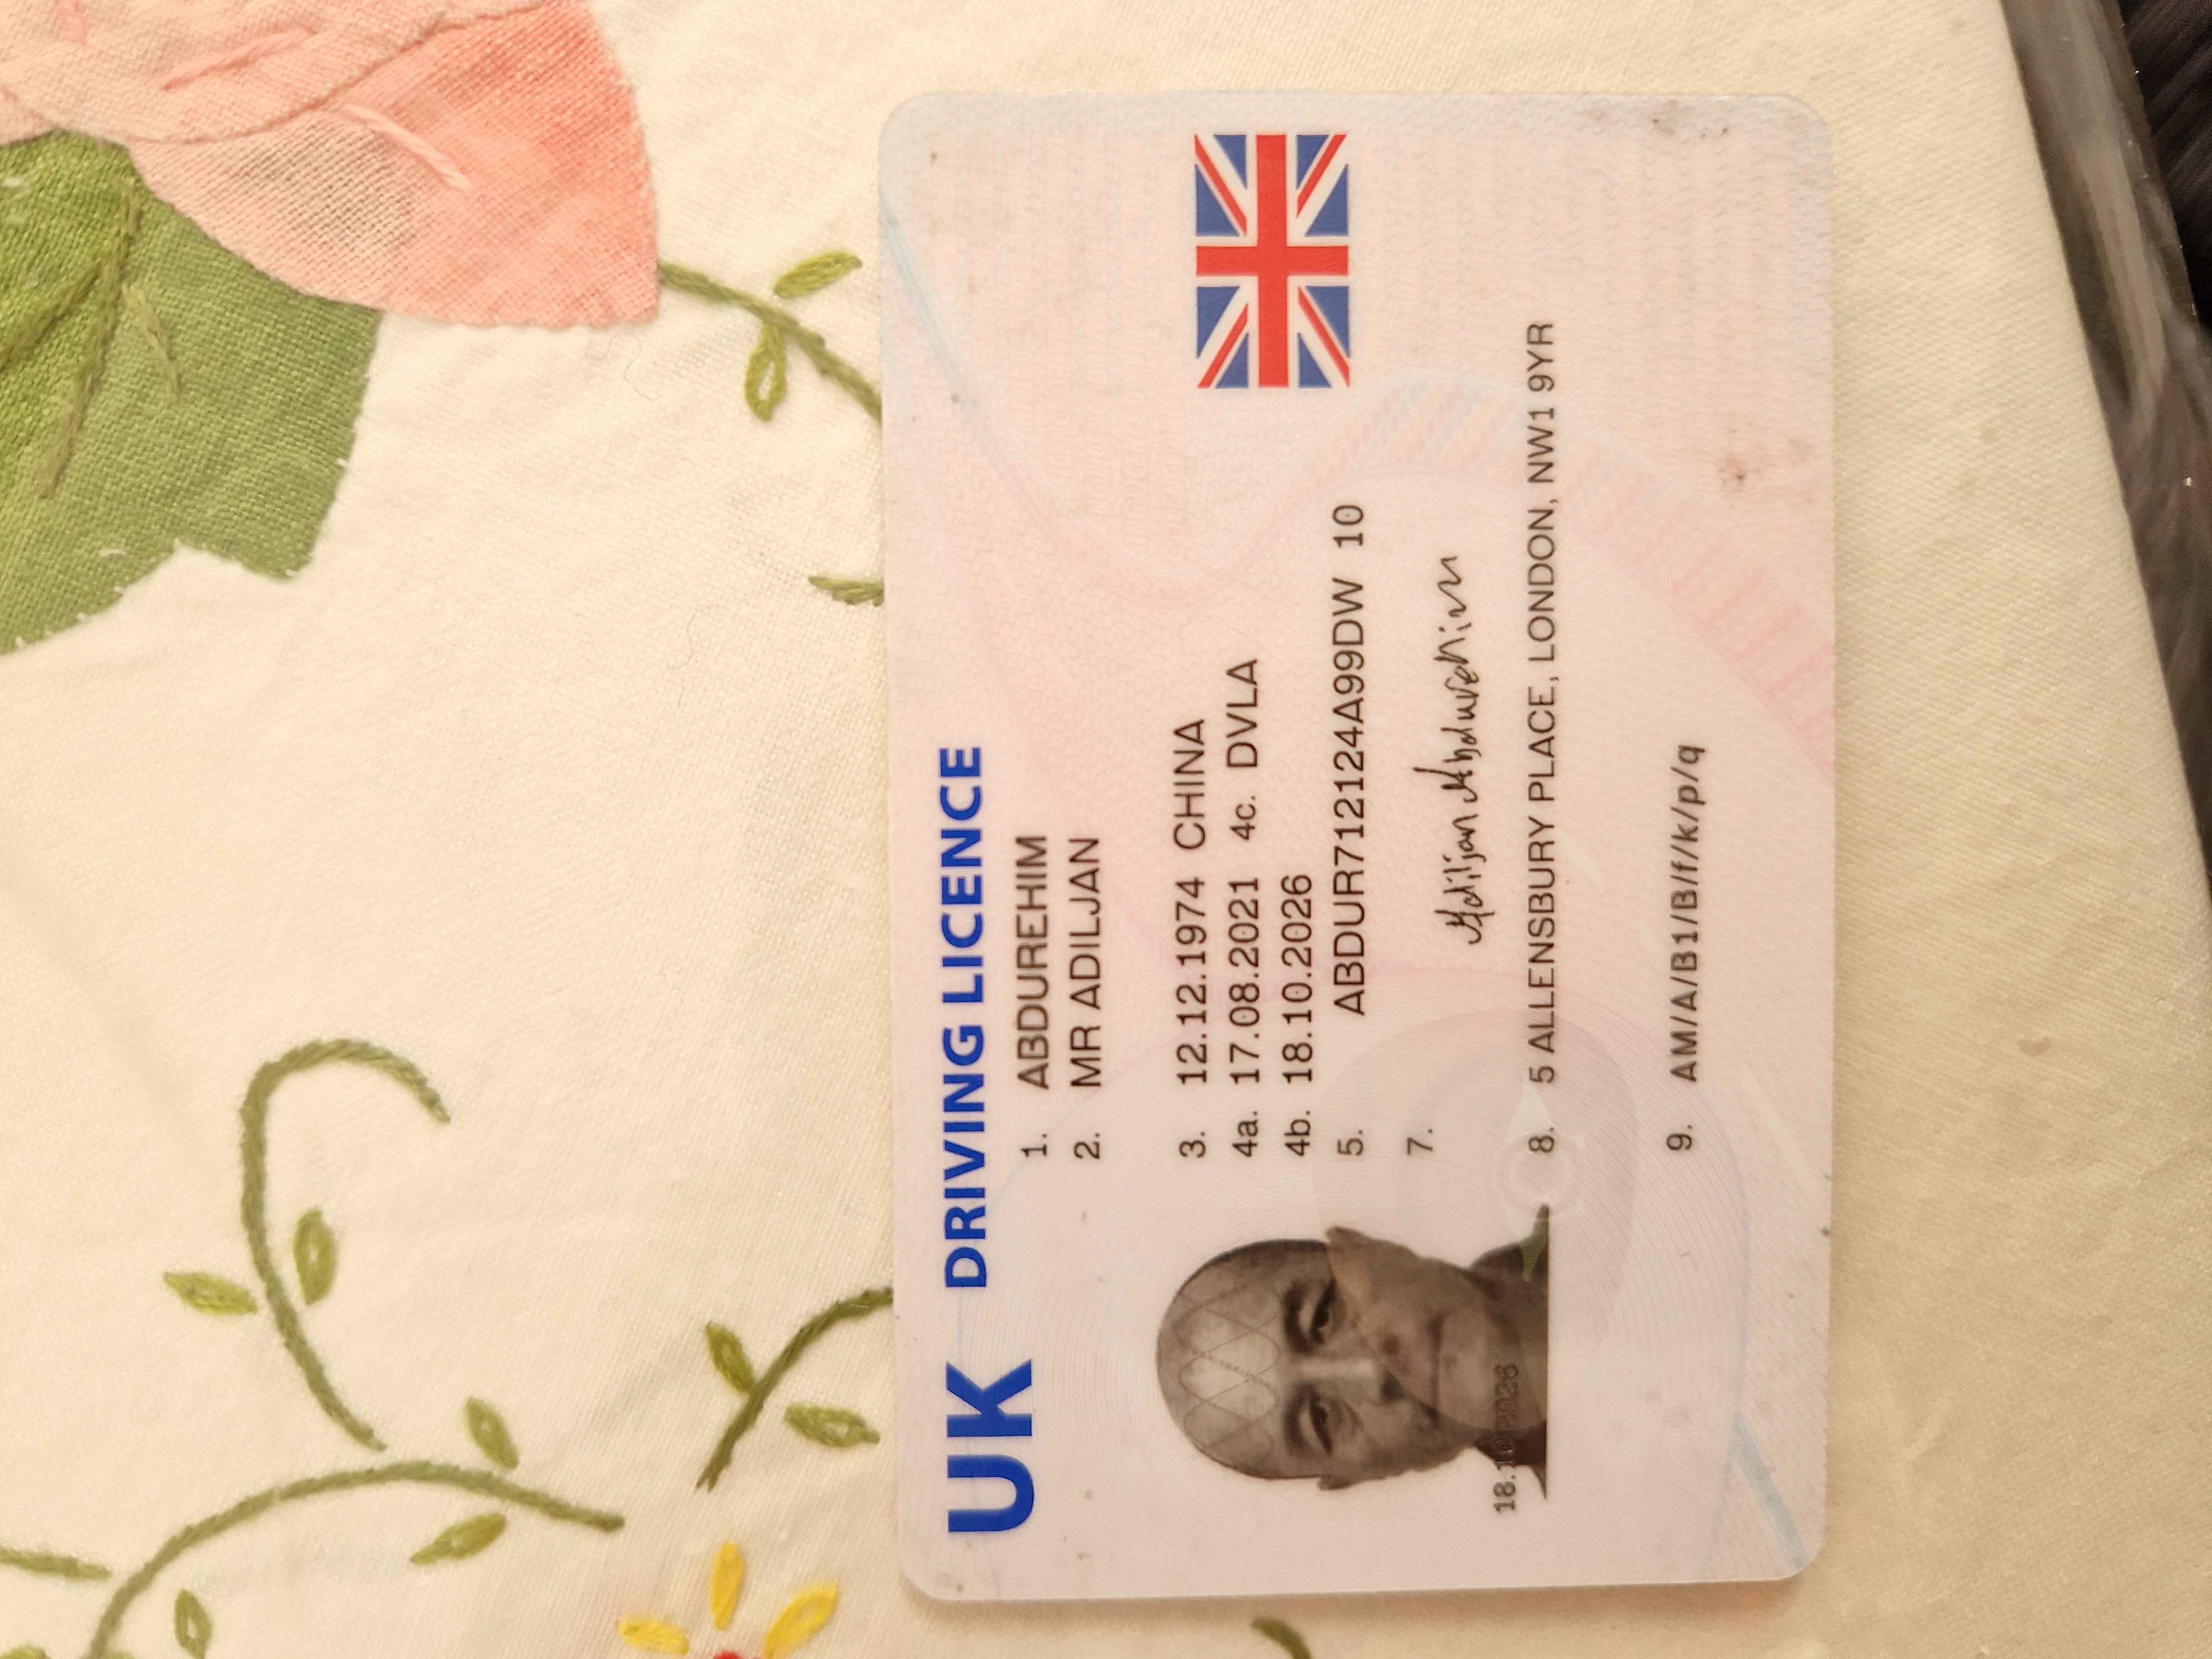 UK DRIVING LICENCE
1. ABDUREHIM
2. MR ADILJAN
3. 12.12.1974 CHINA
4a. 17.08.2021 4c. DVLA
4b. 18.10.2026
5. ABDUR712124A99DW 10
7. Adiljan Abdurehim
18.10.2026
8. 5 ALLENSBURY PLACE, LONDON, NW1 9YR
9. AM/A/B1/B/f/k/p/q